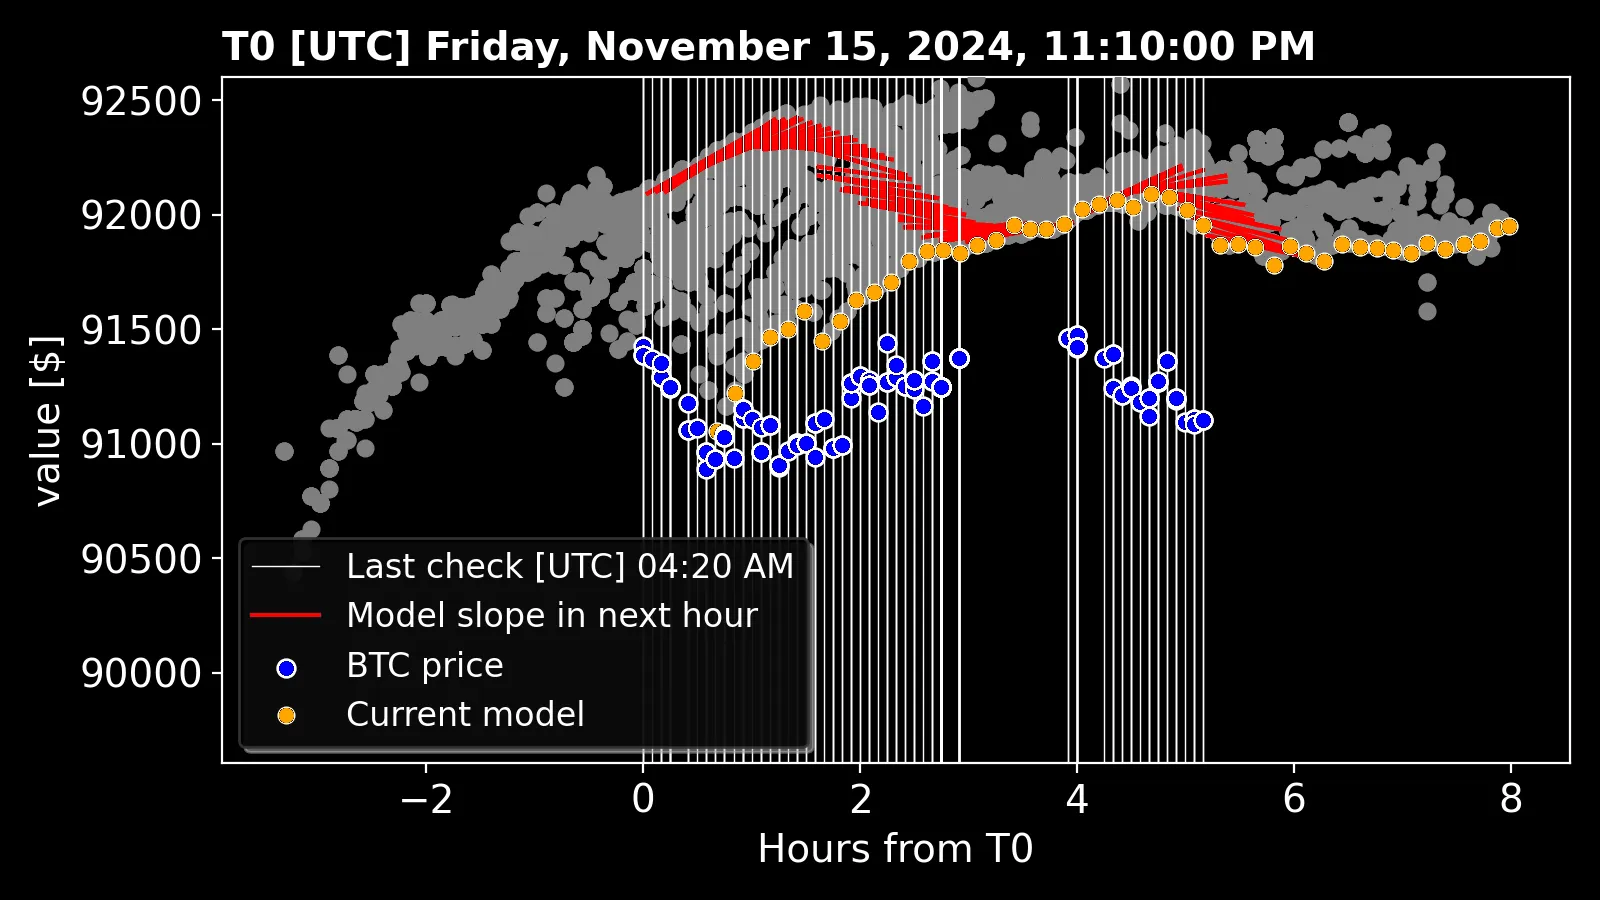 T0 [UTC] Friday, November 15, 2024, 11:10:00 PM
92500
92000
91500
91000
90500
90000
value [$]
Last check [UTC] 04:20 AM
Model slope in next hour
BTC price
Current model
−2 0 2 4 6 8
Hours from T0